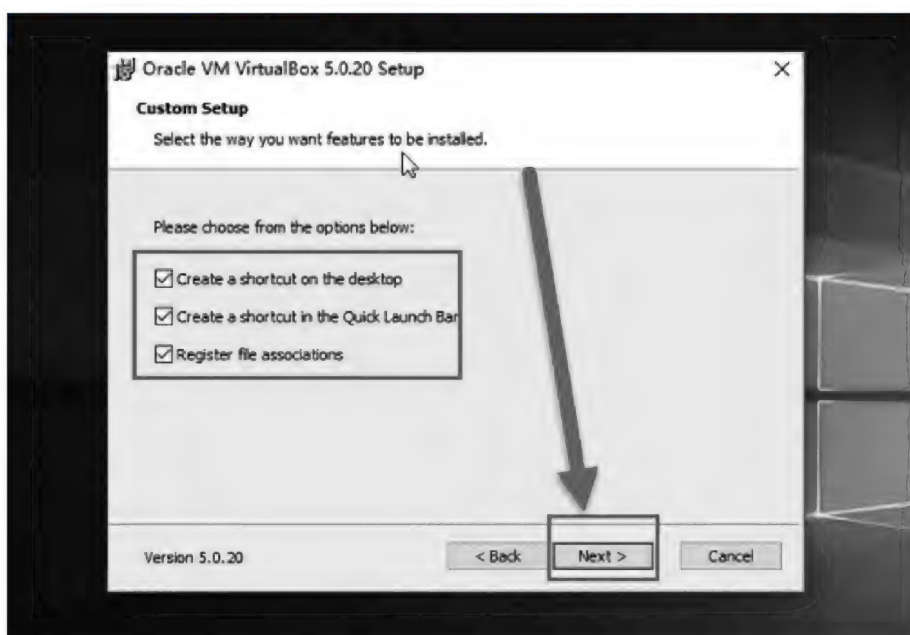 Oracle VM VirtualBox 5.0.20 Setup
Custom Setup
Select the way you want features to be installed.
Please choose from the options below:
Create a shortcut on the desktop
Create a shortcut in the Quick Launch Bar
Register file associations
Version 5.0.20
< Back
Next >
Cancel